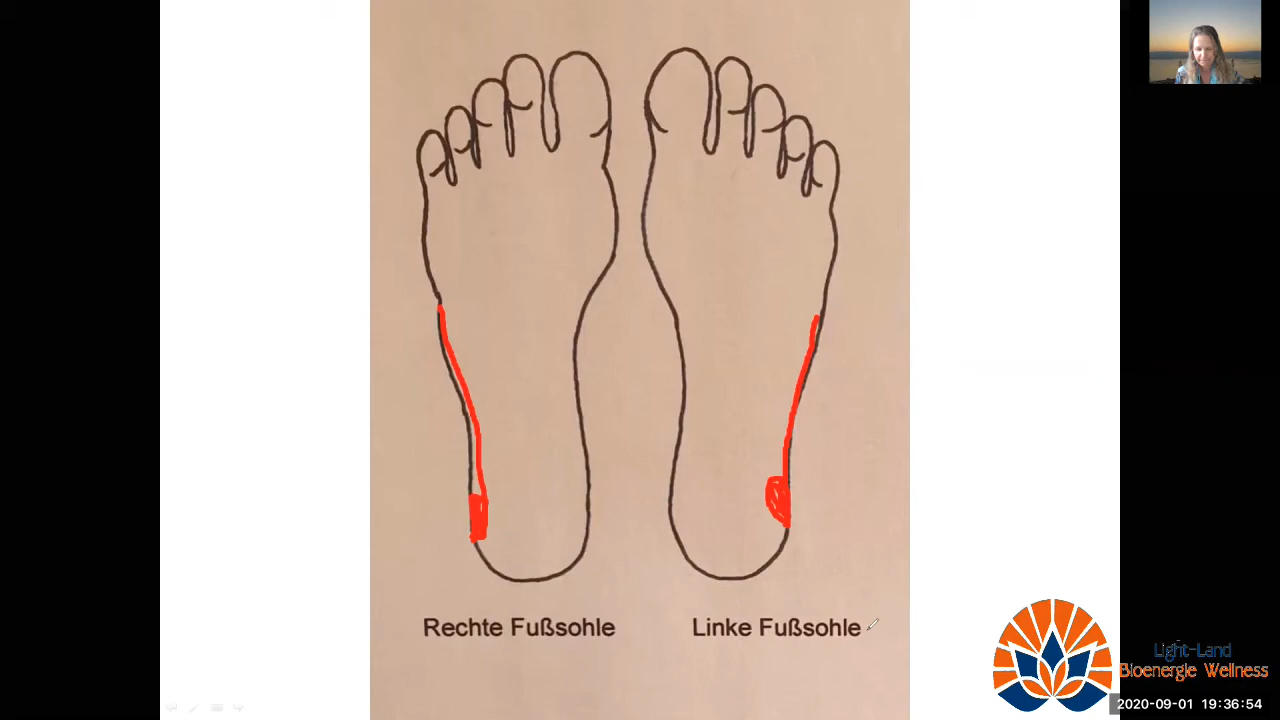 Rechte Fußsohle
Linke Fußsohle
Light-Land
Bioenergie Wellness
2020-09-01 19:36:54